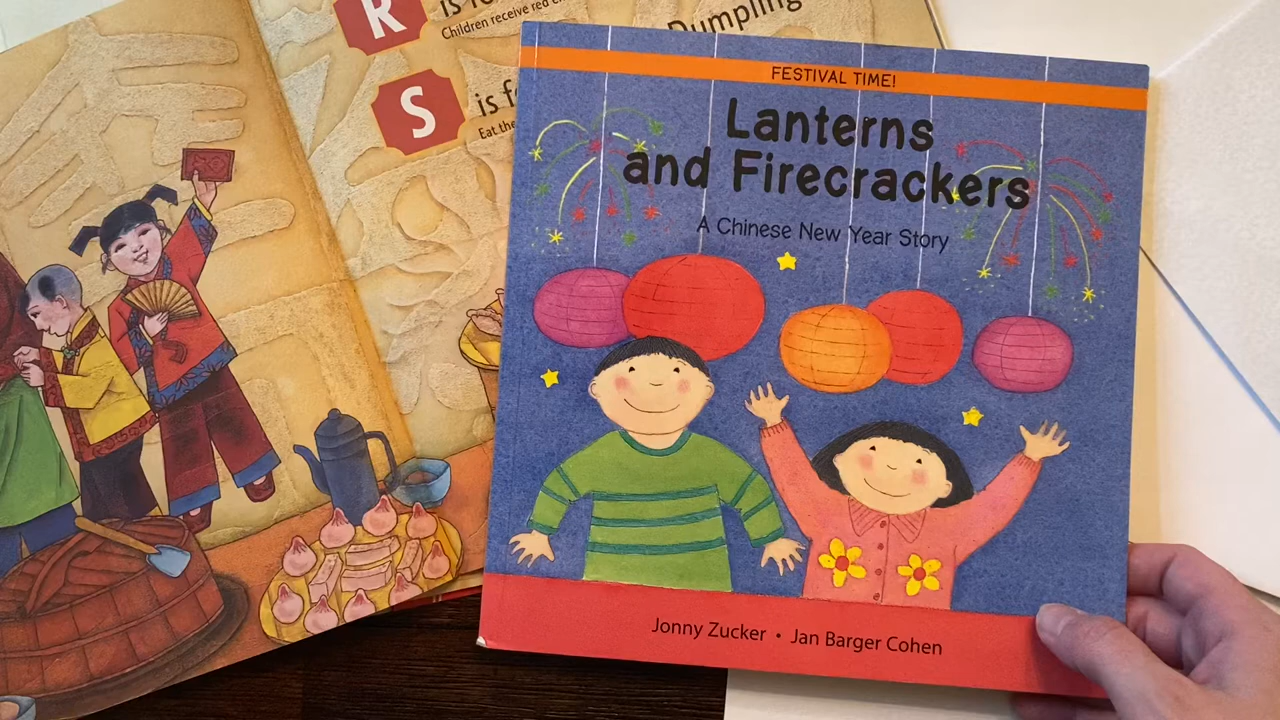 R
is
Children receive red
Dumpling
S
is
Eat the
FESTIVAL TIME!
Lanterns
and Firecrackers
A Chinese New Year Story
Jonny Zucker • Jan Barger Cohen